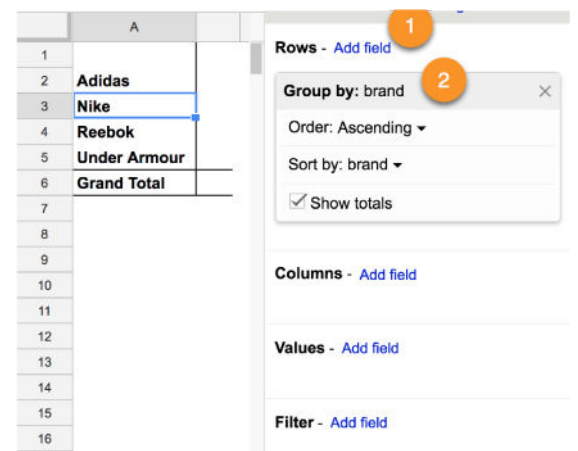 A
1
2 Adidas
3 Nike
4 Reebok
5 Under Armour
6 Grand Total
7
8
9
10
11
12
13
14
15
16
1
Rows - Add field
2
Group by: brand ×
Order: Ascending
Sort by: brand
Show totals
Columns - Add field
Values - Add field
Filter - Add field